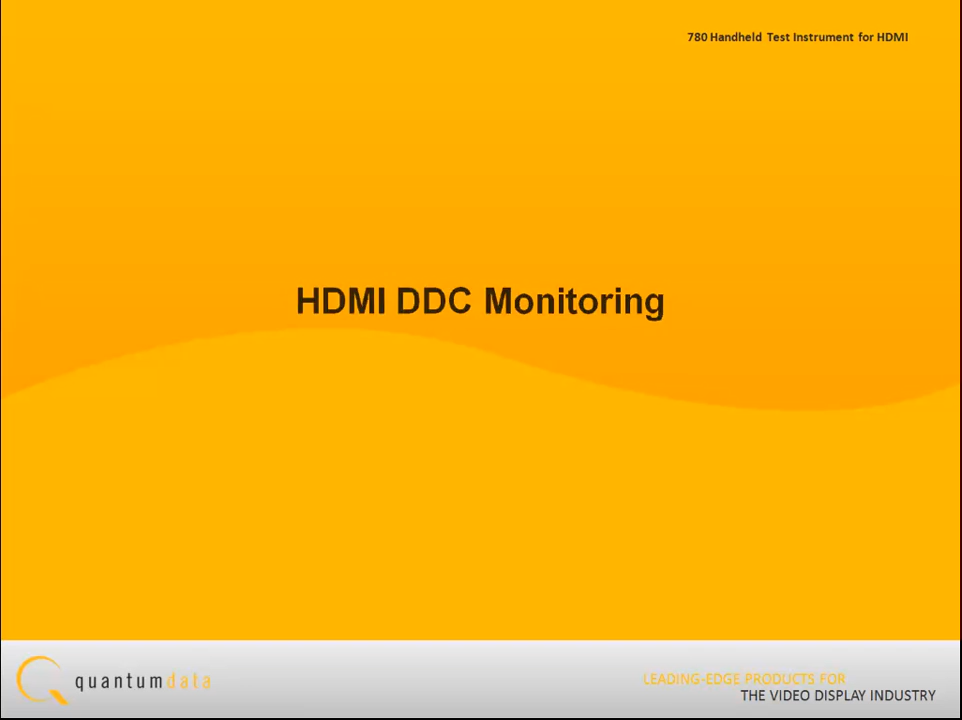 780 Handheld Test Instrument for HDMI
HDMI DDC Monitoring
quantumdata
LEADING-EDGE PRODUCTS FOR
THE VIDEO DISPLAY INDUSTRY